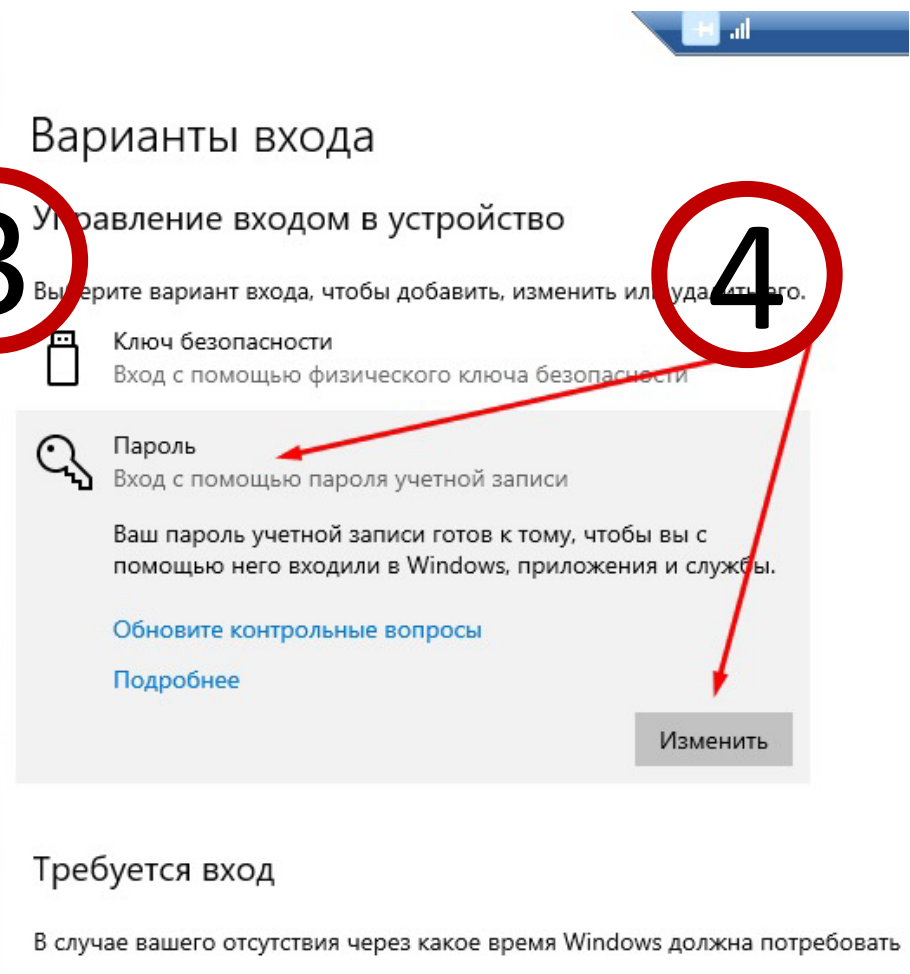 Варианты входа
Управление входом в устройство
3
4
Выберите вариант входа, чтобы добавить, изменить или удалить его.
Ключ безопасности
Вход с помощью физического ключа безопасности
Пароль
Вход с помощью пароля учетной записи
Ваш пароль учетной записи готов к тому, чтобы вы с
помощью него входили в Windows, приложения и службы.
Обновите контрольные вопросы
Подробнее
Изменить
Требуется вход
В случае вашего отсутствия через какое время Windows должна потребовать